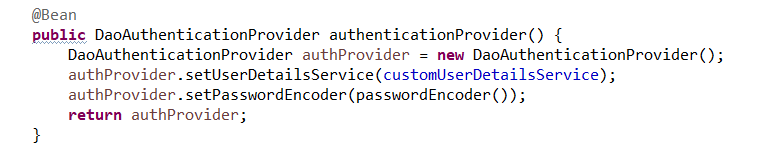 @Bean
public DaoAuthenticationProvider authenticationProvider() {
    DaoAuthenticationProvider authProvider = new DaoAuthenticationProvider();
    authProvider.setUserDetailsService(customUserDetailsService);
    authProvider.setPasswordEncoder(passwordEncoder());
    return authProvider;
}